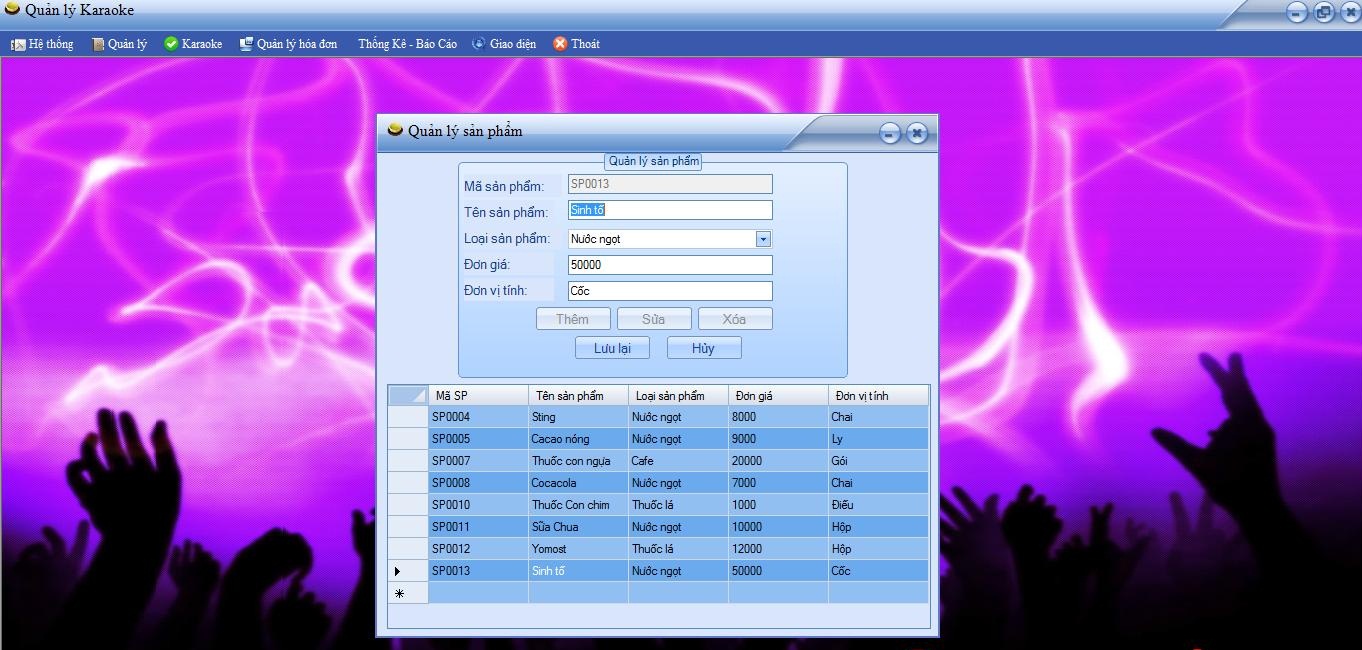 Quản lý Karaoke
Hệ thống Quản lý Karaoke Quản lý hóa đơn Thống Kê - Báo Cáo Giao diện Thoát
Quản lý sản phẩm
Quản lý sản phẩm
Mã sản phẩm: SP0013
Tên sản phẩm: Sinh tố
Loại sản phẩm: Nước ngọt
Đơn giá: 50000
Đơn vị tính: Cốc
Thêm Sửa Xóa
Lưu lại Hủy
Mã SP Tên sản phẩm Loại sản phẩm Đơn giá Đơn vị tính
SP0004 Sting Nước ngọt 8000 Chai
SP0005 Cacao nóng Nước ngọt 9000 Ly
SP0007 Thuốc con ngựa Cafe 20000 Gói
SP0008 Cocacola Nước ngọt 7000 Chai
SP0010 Thuốc Con chim Thuốc lá 1000 Điếu
SP0011 Sữa Chua Nước ngọt 10000 Hộp
SP0012 Yomost Thuốc lá 12000 Hộp
SP0013 Sinh tố Nước ngọt 50000 Cốc